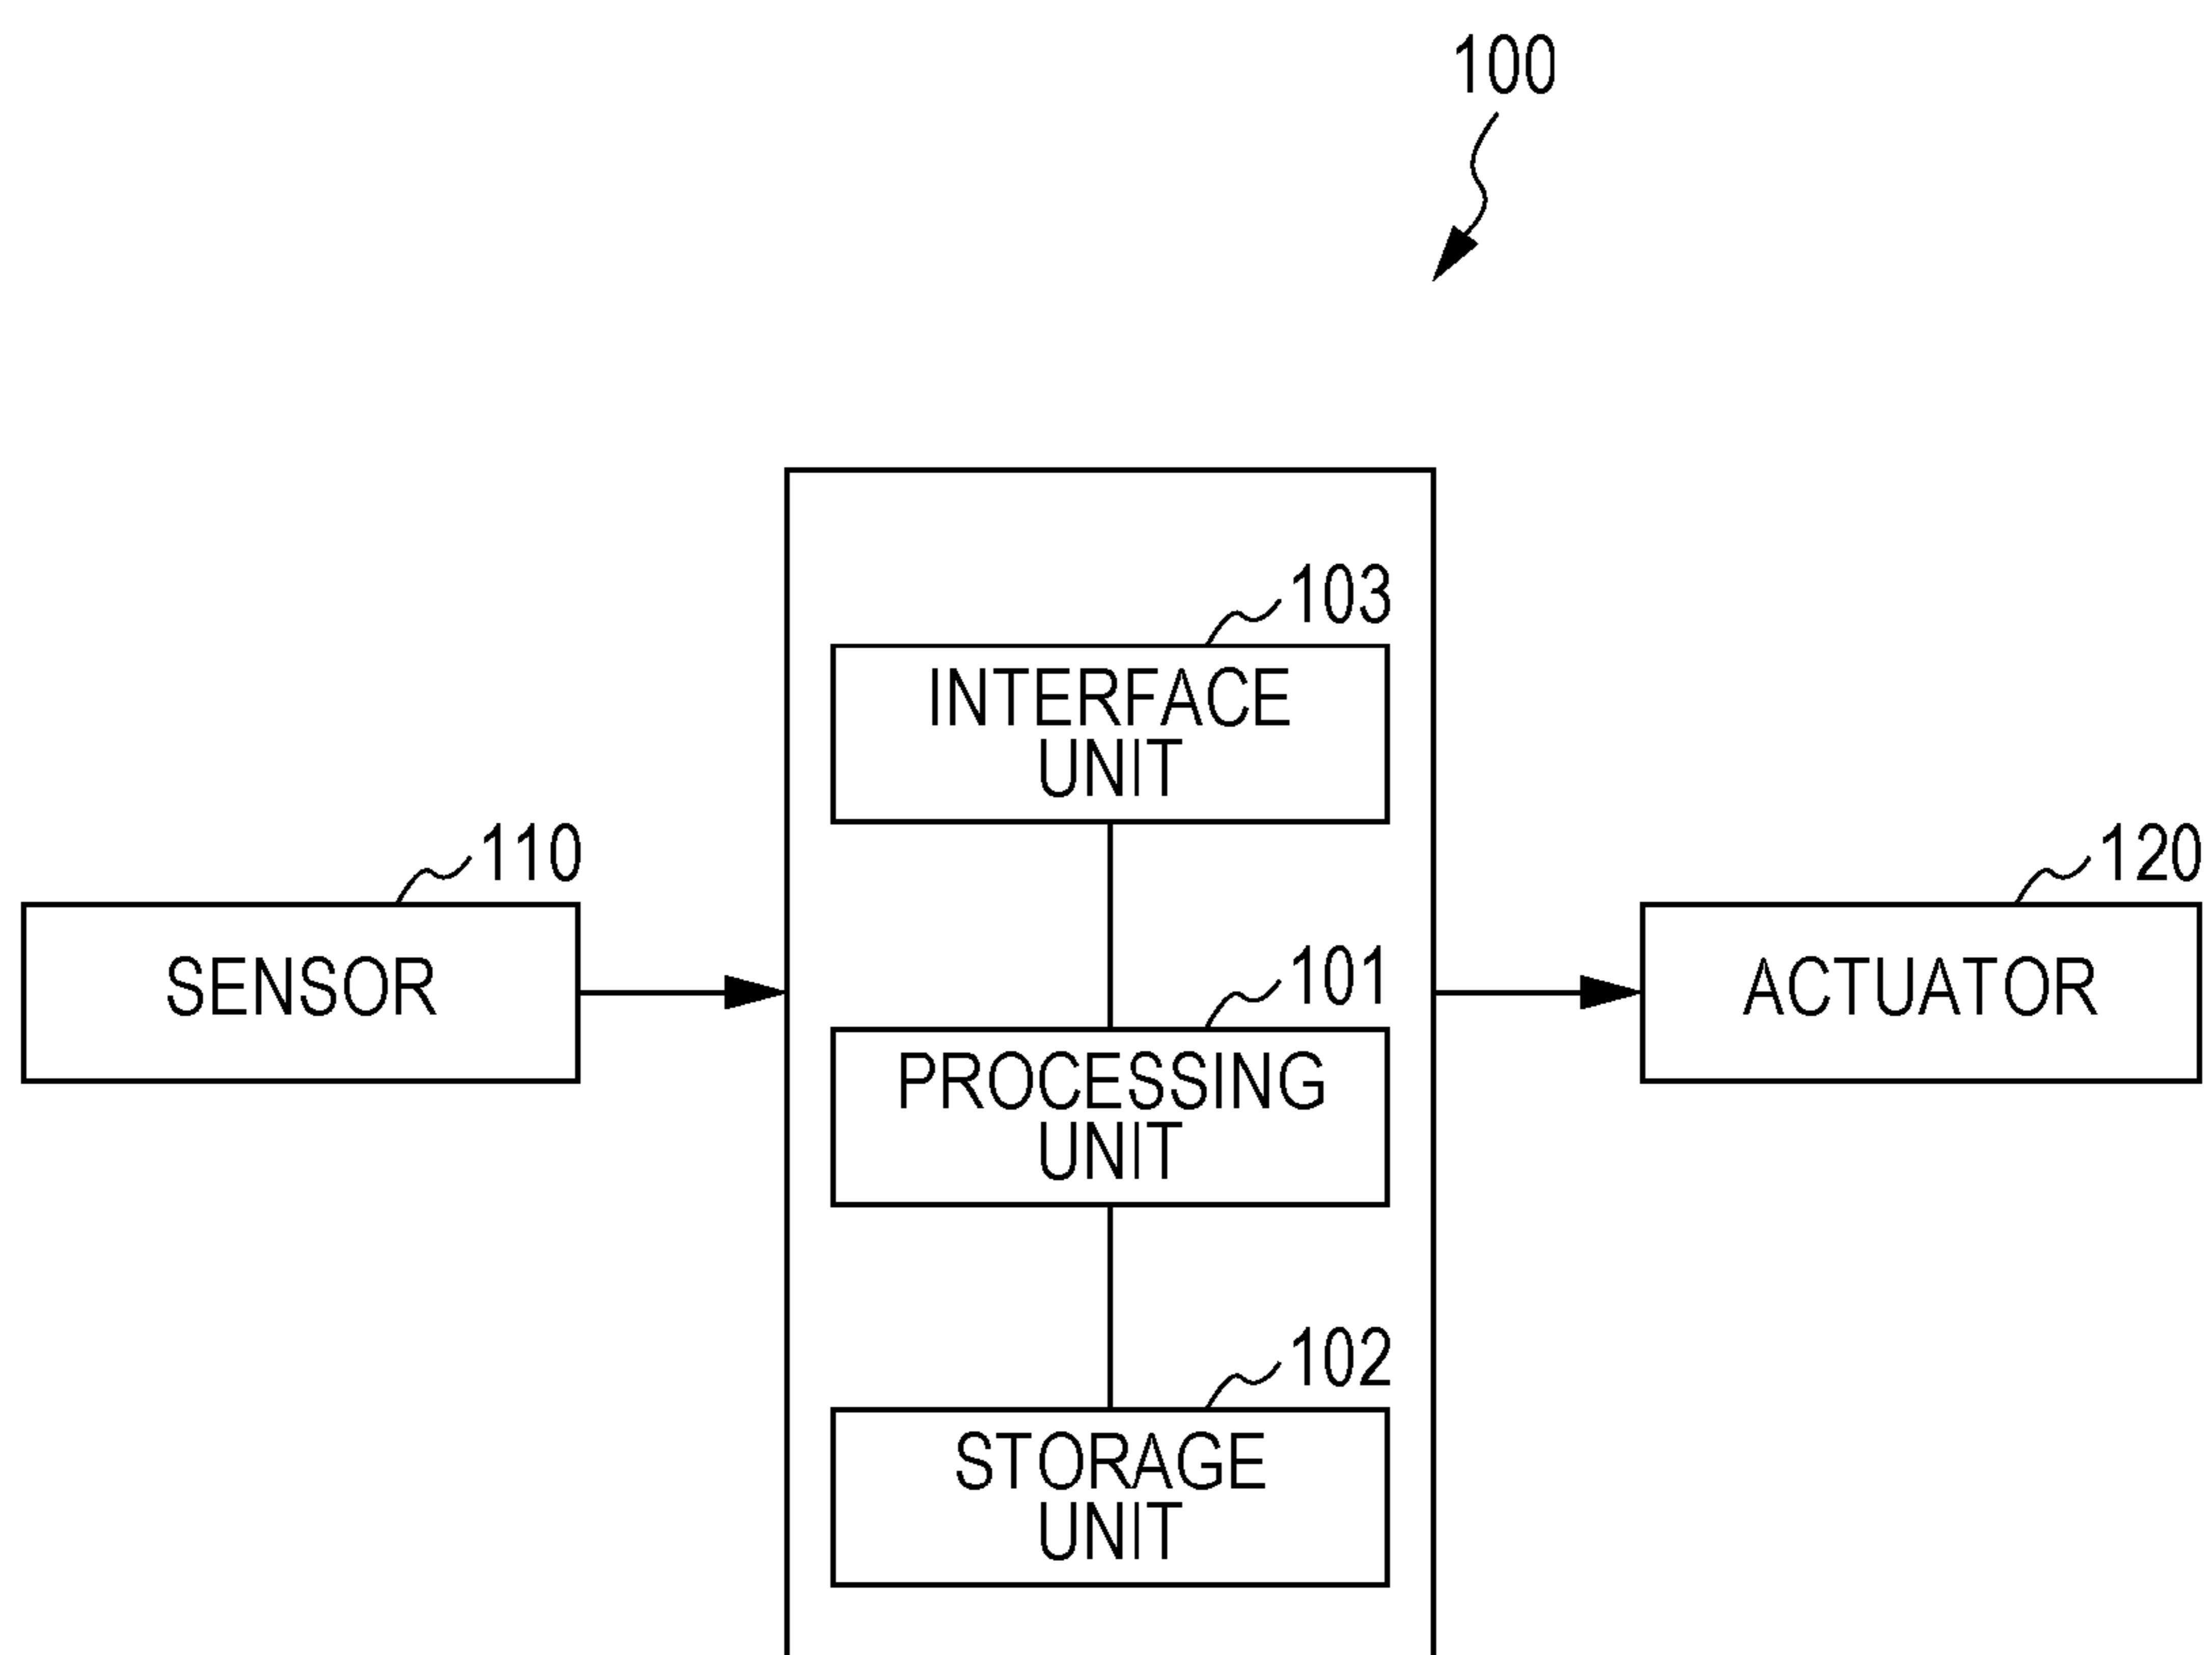 100
103
INTERFACE
UNIT
110
SENSOR
120
ACTUATOR
101
PROCESSING
UNIT
102
STORAGE
UNIT